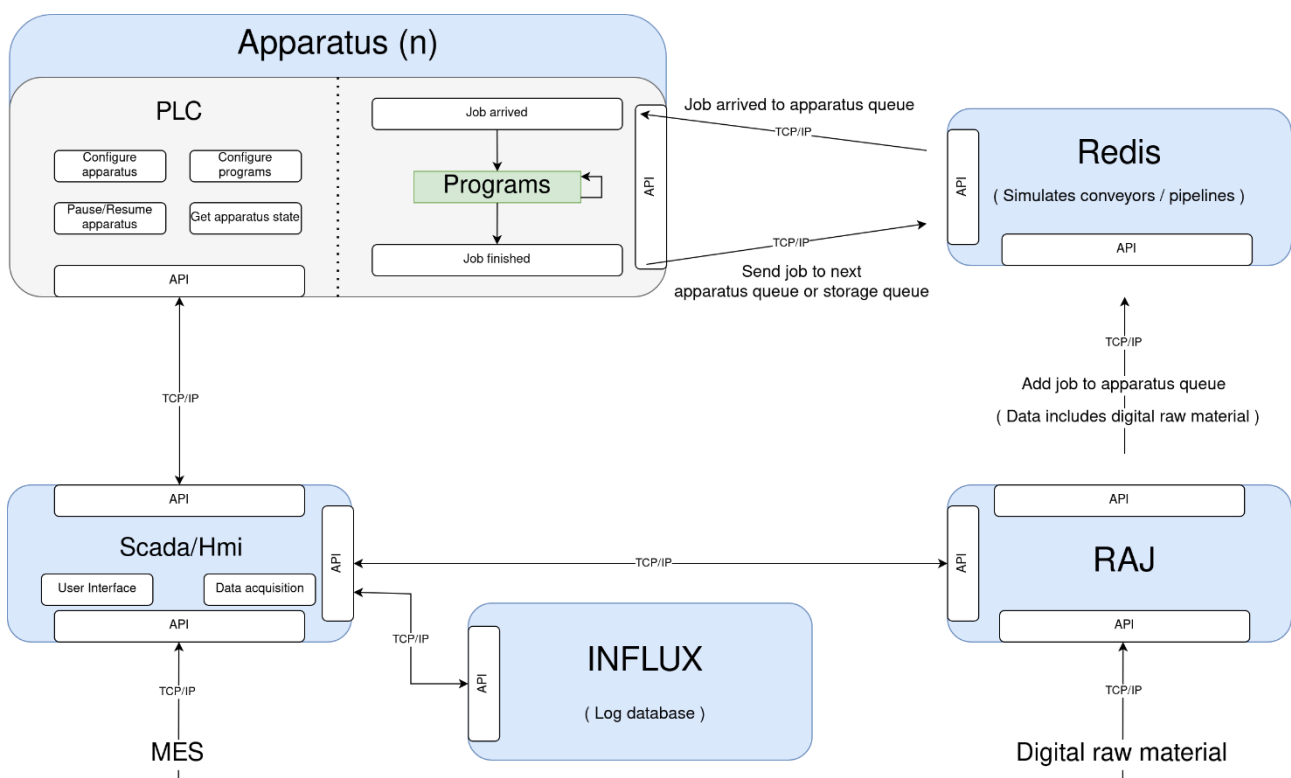 Apparatus (n)
PLC
Configure
apparatus
Configure
programs
Pause/Resume
apparatus
Get apparatus state
API
Job arrived
Programs
Job finished
API
Job arrived to apparatus queue
TCP/IP
TCP/IP
Send job to next
apparatus queue or storage queue
API
Redis
( Simulates conveyors / pipelines )
API
TCP/IP
Add job to apparatus queue
( Data includes digital raw material )
TCP/IP
API
Scada/Hmi
User Interface
Data acquisition
API
API
TCP/IP
TCP/IP
API
INFLUX
( Log database )
API
API
RAJ
API
TCP/IP
MES
TCP/IP
Digital raw material